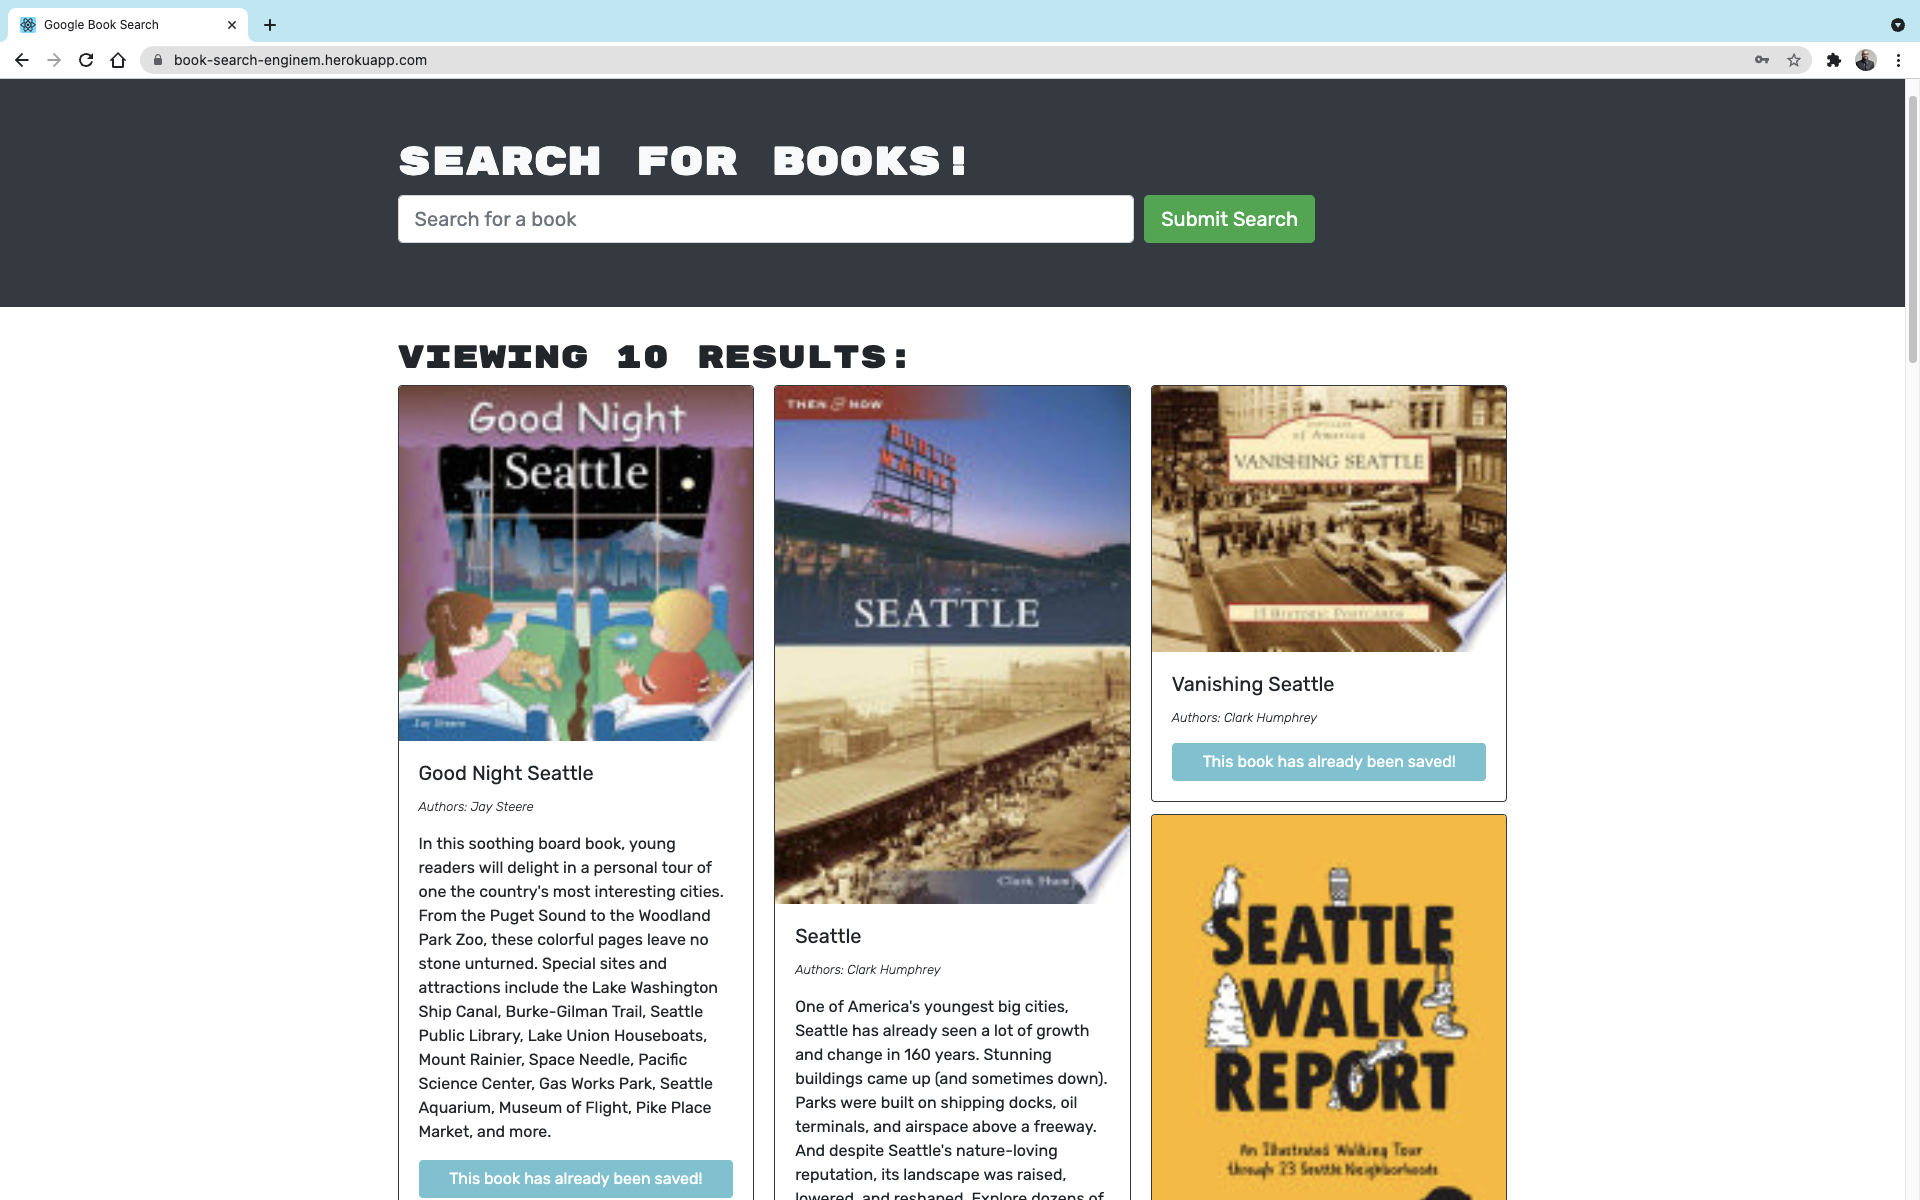 Google Book Search
book-search-enginem.herokuapp.com
SEARCH FOR BOOKS!
Search for a book
Submit Search
VIEWING 10 RESULTS:
Good Night
Seattle
Jay Steere
Good Night Seattle
Authors: Jay Steere
In this soothing board book, young
readers will delight in a personal tour of
one the country's most interesting cities.
From the Puget Sound to the Woodland
Park Zoo, these colorful pages leave no
stone unturned. Special sites and
attractions include the Lake Washington
Ship Canal, Burke-Gilman Trail, Seattle
Public Library, Lake Union Houseboats,
Mount Rainier, Space Needle, Pacific
Science Center, Gas Works Park, Seattle
Aquarium, Museum of Flight, Pike Place
Market, and more.
This book has already been saved!
THEN & NOW
PUBLIC
MARKET
SEATTLE
Clark Hum
Seattle
Authors: Clark Humphrey
One of America's youngest big cities,
Seattle has already seen a lot of growth
and change in 160 years. Stunning
buildings came up (and sometimes down).
Parks were built on shipping docks, oil
terminals, and airspace above a freeway.
And despite Seattle's nature-loving
reputation, its landscape was raised,
lowered, and reshaped. Explore dozens of
of America
VANISHING SEATTLE
15 HISTORIC POSTCARDS
Vanishing Seattle
Authors: Clark Humphrey
This book has already been saved!
SEATTLE
WALK
REPORT
An Illustrated Walking Tour
through 23 Seattle Neighborhoods